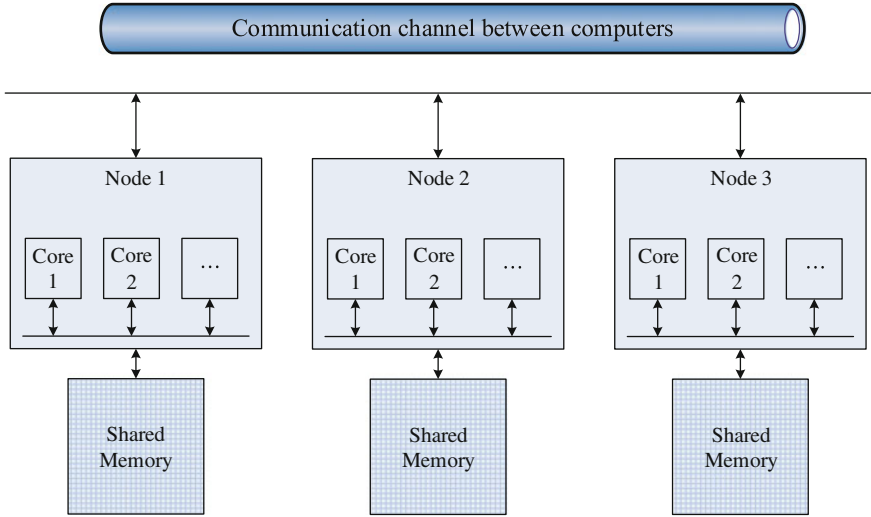 Communication channel between computers
Node 1
Node 2
Node 3
Core
1
Core
2
...
Core
1
Core
2
...
Core
1
Core
2
...
Shared
Memory
Shared
Memory
Shared
Memory